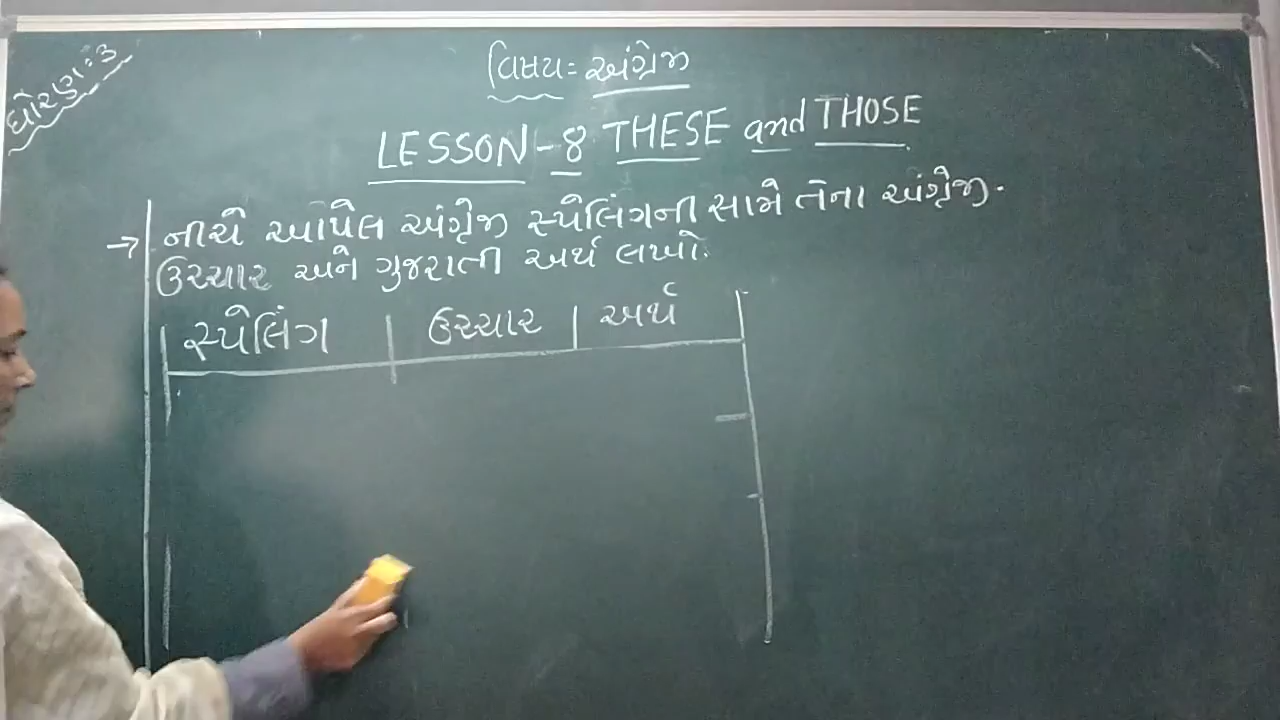 ધોરણ:૩
વિષય: અંગ્રેજી
LESSON-8 THESE and THOSE
→ નીચે આપેલ અંગ્રેજી સ્પેલિંગની સામે તેના અંગ્રેજી.
ઉચ્ચાર અને ગુજરાતી અર્થ લખો.
સ્પેલિંગ | ઉચ્ચાર | અર્થ